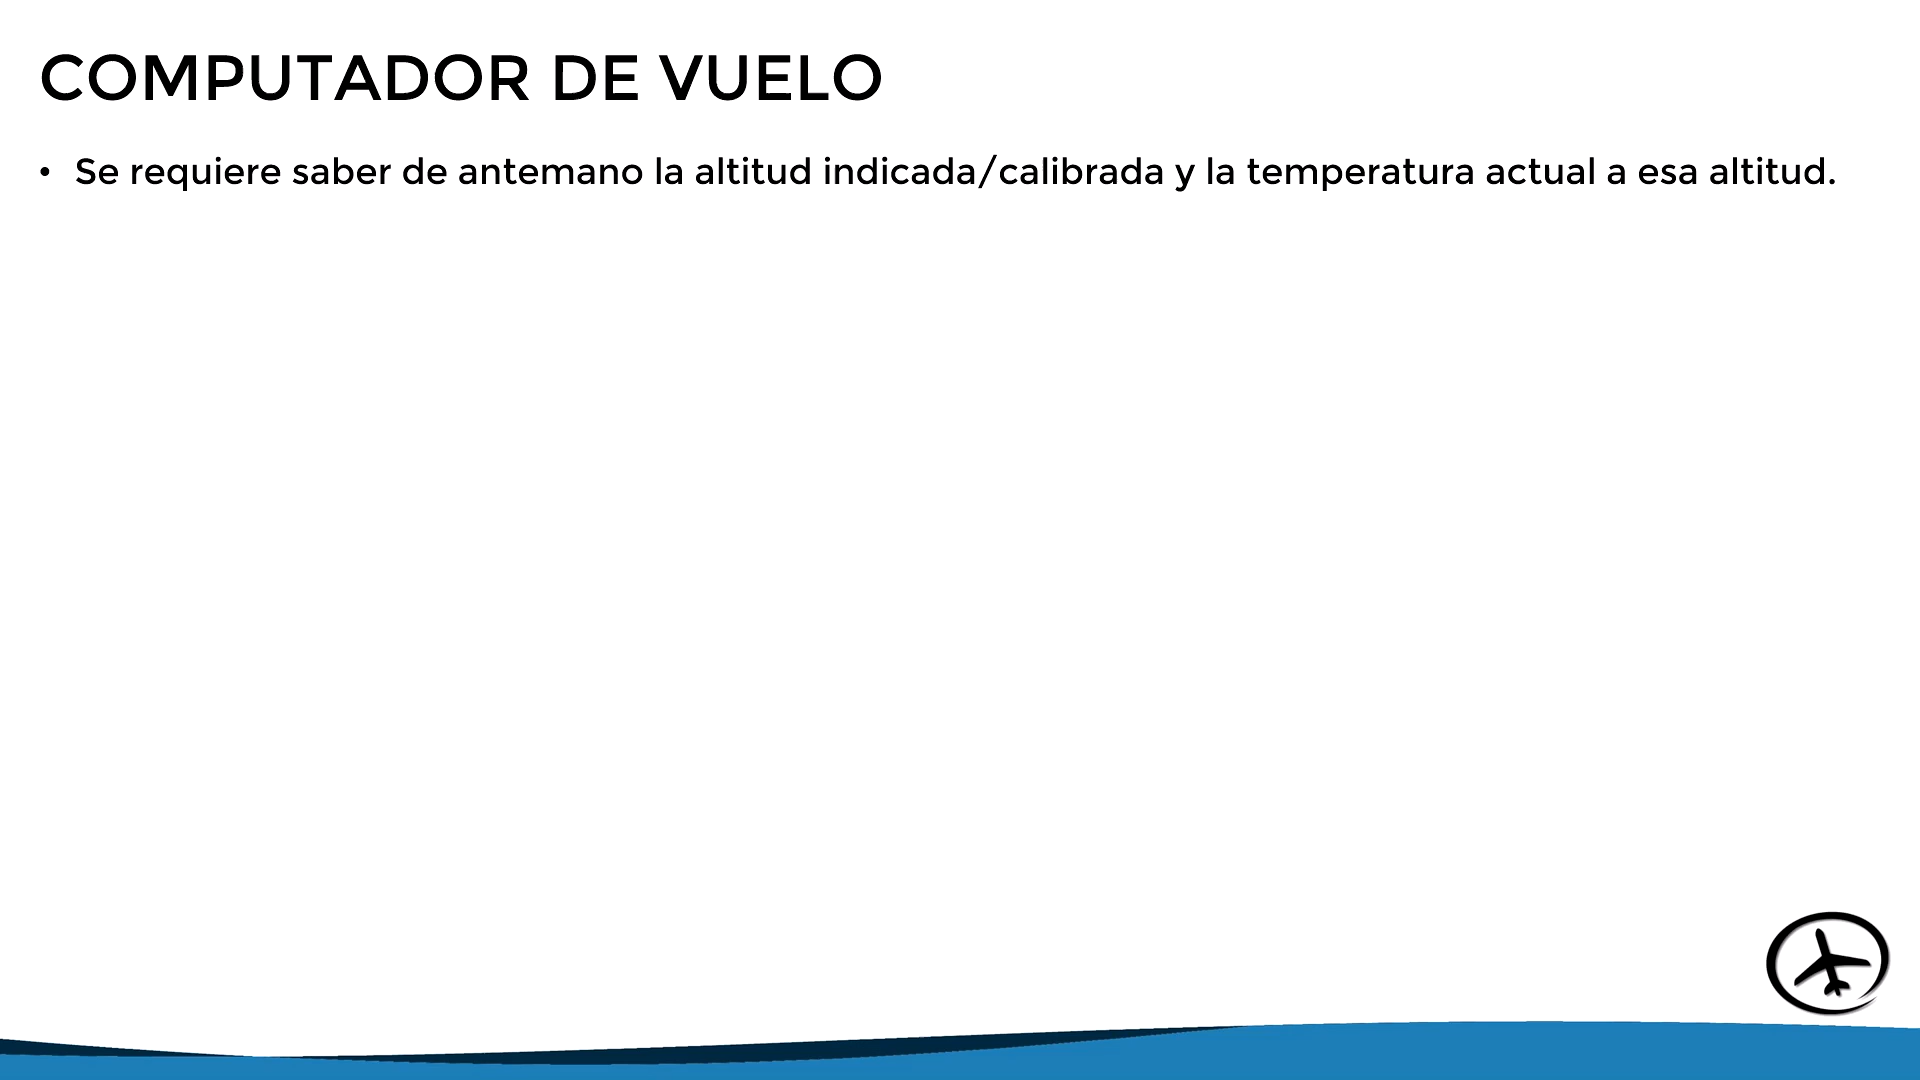 COMPUTADOR DE VUELO
• Se requiere saber de antemano la altitud indicada/calibrada y la temperatura actual a esa altitud.